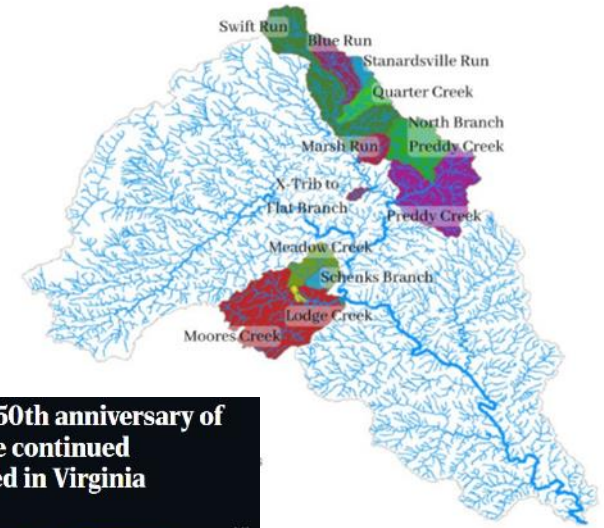 Swift Run
Blue Run
Stanardsville Run
Quarter Creek
North Branch
Marsh Run
Preddy Creek
X-Trib to
Flat Branch
Preddy Creek
Meadow Creek
Schenks Branch
Lodge Creek
Moores Creek
50th anniversary of
e continued
ed in Virginia